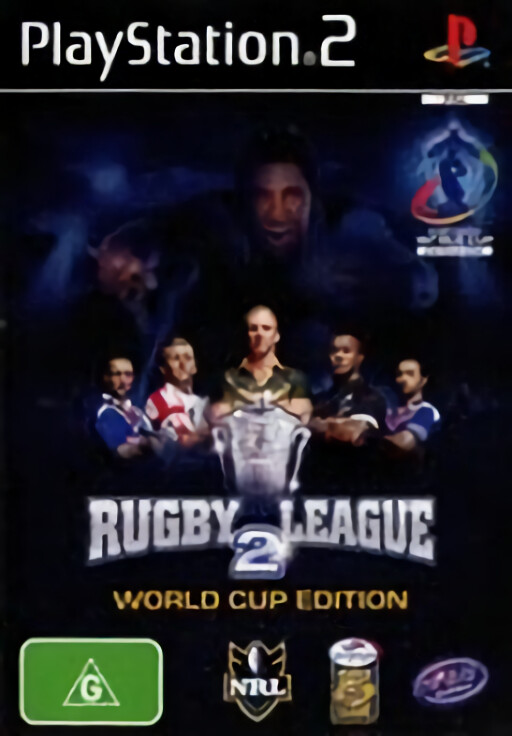 PlayStation.2
RUGBY LEAGUE
2
WORLD CUP EDITION
G
NRL